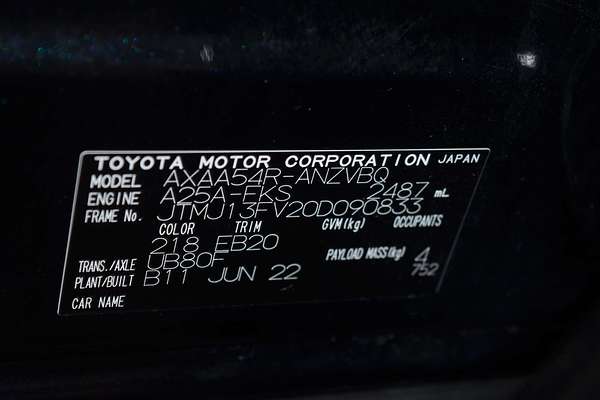 TOYOTA MOTOR CORPORATION JAPAN
MODEL AXAA54R-ANZVBQ
ENGINE A25A-FKS 2487 mL
FRAME No. JTMJ13FV20D090833
COLOR TRIM GVM(kg) OCCUPANTS
218 EB20
TRANS./AXLE UB80F PAYLOAD MASS(kg) 4
PLANT/BUILT B11 JUN 22 752
CAR NAME